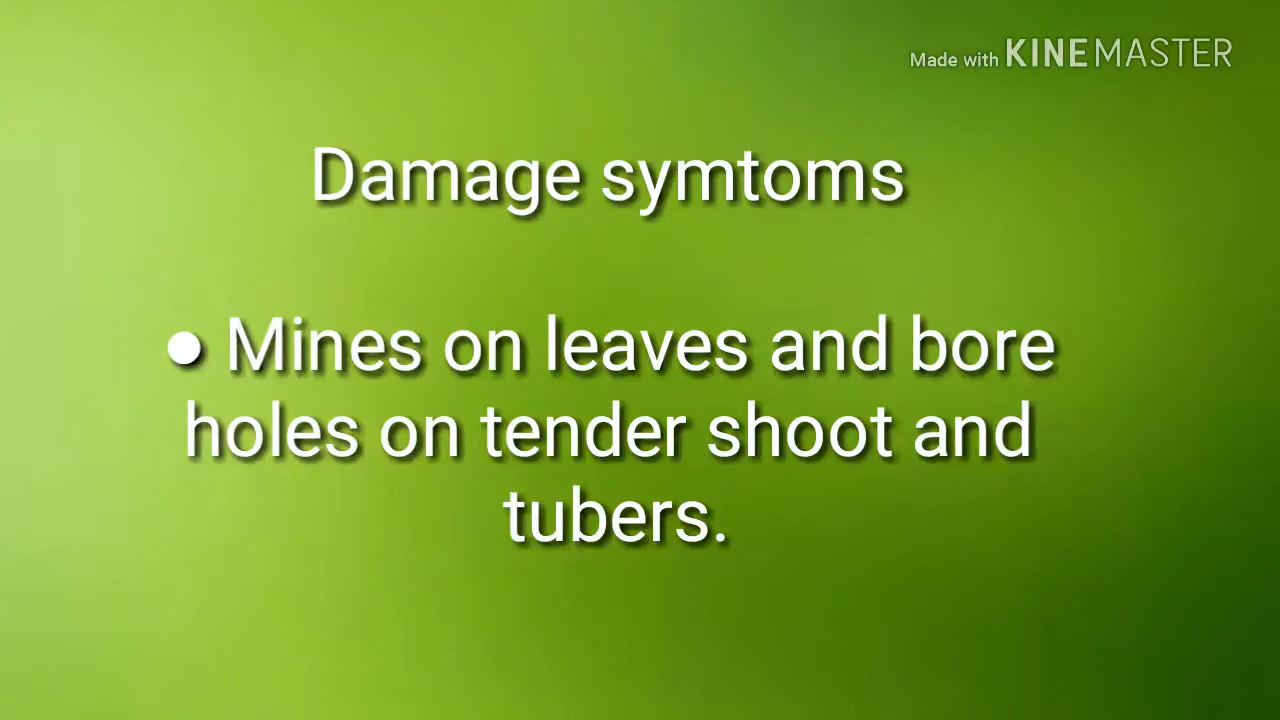 Made with KINEMASTER
Damage symtoms
● Mines on leaves and bore
holes on tender shoot and
tubers.